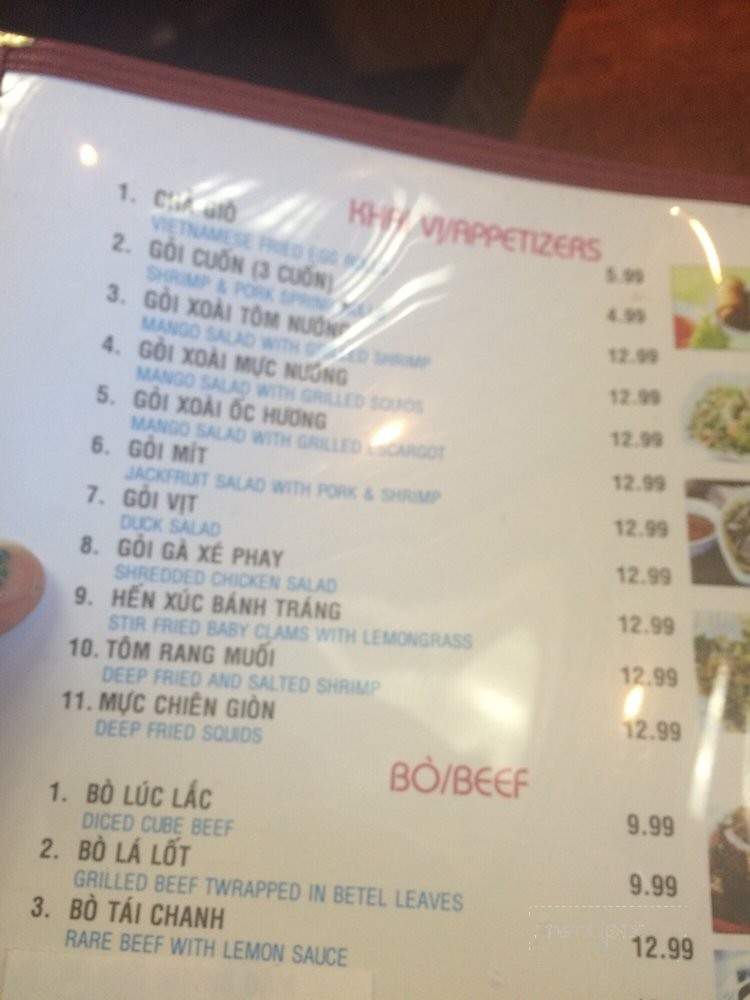 KHAI VỊ/APPETIZERS
1. CHẢ GIÒ 5.99
VIETNAMESE FRIED EGG
2. GỎI CUỐN (3 CUỐN) 4.99
SHRIMP & PORK SPRING
3. GỎI XOÀI TÔM NƯỚNG 12.99
MANGO SALAD WITH GRILLED SHRIMP
4. GỎI XOÀI MỰC NƯỚNG 12.99
MANGO SALAD WITH GRILLED SQUIDS
5. GỎI XOÀI ỐC HƯƠNG 12.99
MANGO SALAD WITH GRILLED ESCARGOT
6. GỎI MÍT 12.99
JACKFRUIT SALAD WITH PORK & SHRIMP
7. GỎI VỊT 12.99
DUCK SALAD
8. GỎI GÀ XÉ PHAY 12.99
SHREDDED CHICKEN SALAD
9. HẾN XÚC BÁNH TRÁNG 12.99
STIR FRIED BABY CLAMS WITH LEMONGRASS
10. TÔM RANG MUỐI 12.99
DEEP FRIED AND SALTED SHRIMP
11. MỰC CHIÊN GIÒN 12.99
DEEP FRIED SQUIDS
BÒ/BEEF
1. BÒ LÚC LẮC 9.99
DICED CUBE BEEF
2. BÒ LÁ LỐT 9.99
GRILLED BEEF TWRAPPED IN BETEL LEAVES
3. BÒ TÁI CHANH 12.99
RARE BEEF WITH LEMON SAUCE